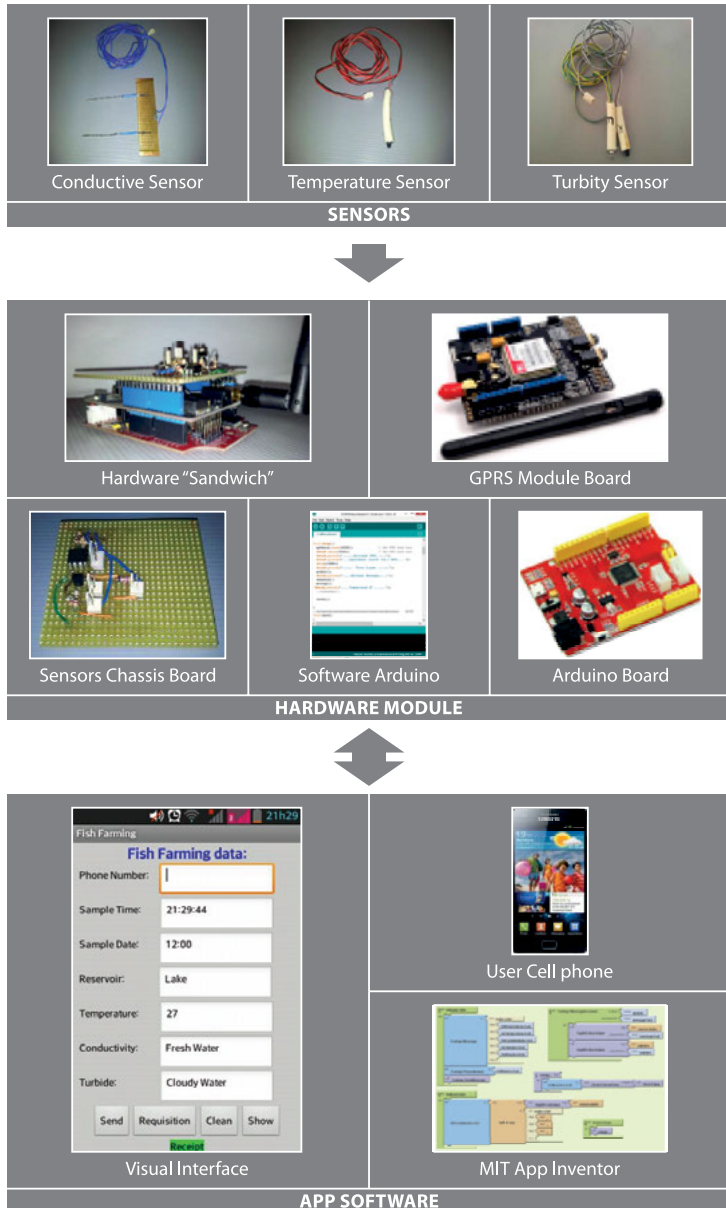 Conductive Sensor
Temperature Sensor
Turbity Sensor
SENSORS
Hardware “Sandwich”
GPRS Module Board
Sensors Chassis Board
Software Arduino
Arduino Board
HARDWARE MODULE
21h29
Fish Farming
Fish Farming data:
Phone Number:
Sample Time:
21:29:44
Sample Date:
12:00
Reservoir:
Lake
Temperature:
27
Conductivity:
Fresh Water
Turbide:
Cloudy Water
Send Requisition Clean Show
Receipt
Visual Interface
User Cell phone
MIT App Inventor
APP SOFTWARE